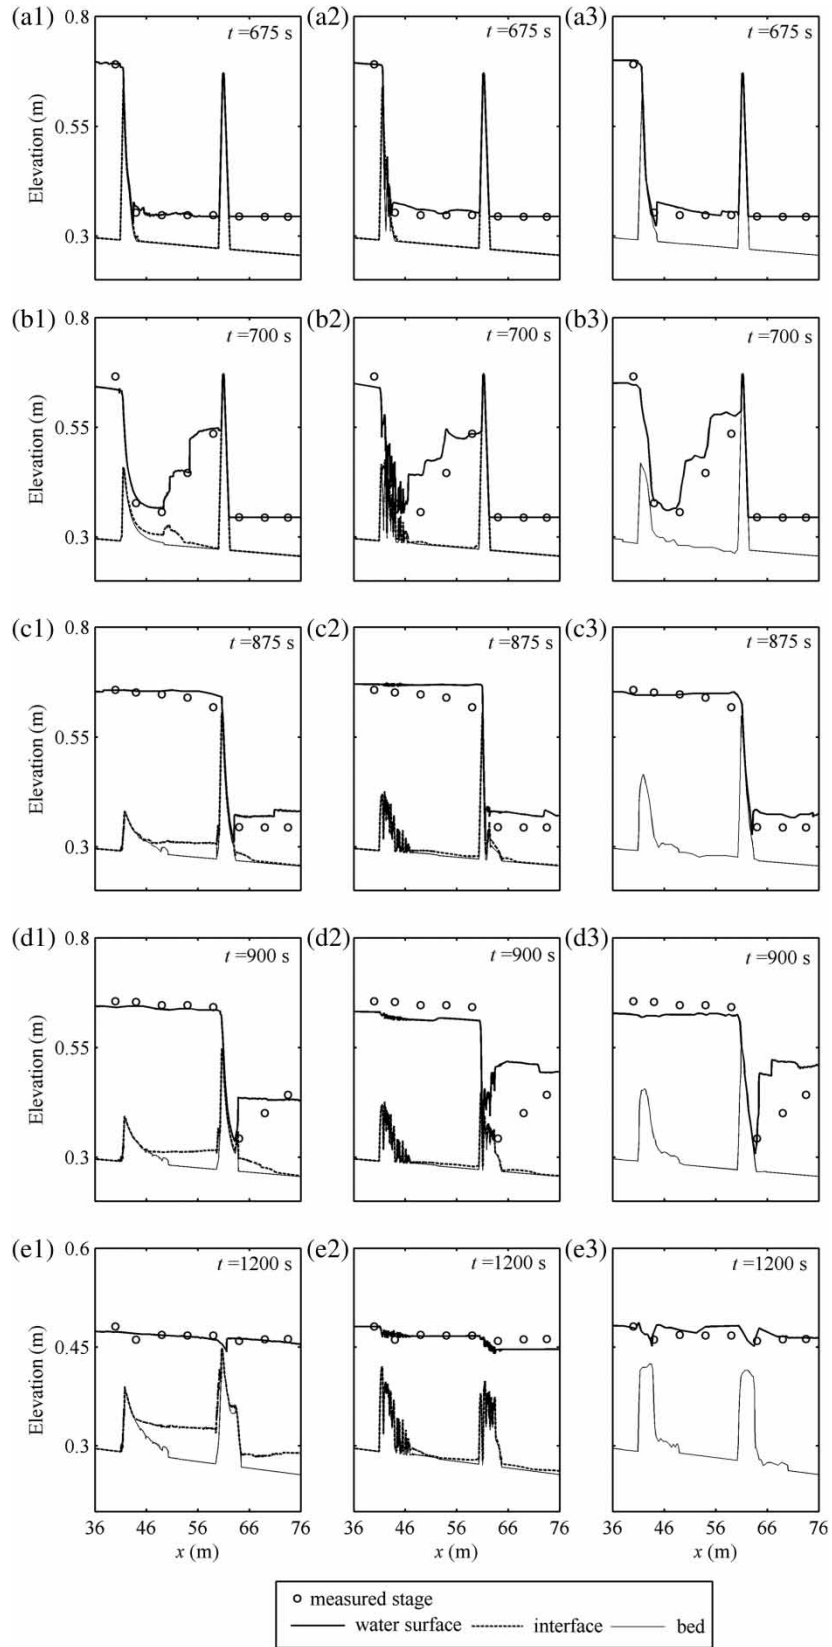 (a1) (a2) (a3)
0.8
t =675 s t =675 s t =675 s
0.55
Elevation (m)
0.3
(b1) (b2) (b3)
0.8
t =700 s t =700 s t =700 s
0.55
Elevation (m)
0.3
(c1) (c2) (c3)
0.8
t =875 s t =875 s t =875 s
0.55
Elevation (m)
0.3
(d1) (d2) (d3)
0.8
t =900 s t =900 s t =900 s
0.55
Elevation (m)
0.3
(e1) (e2) (e3)
0.6
t =1200 s t =1200 s t =1200 s
0.45
Elevation (m)
0.3
36 46 56 66 76 36 46 56 66 76 36 46 56 66 76
x (m) x (m) x (m)
measured stage
water surface interface bed